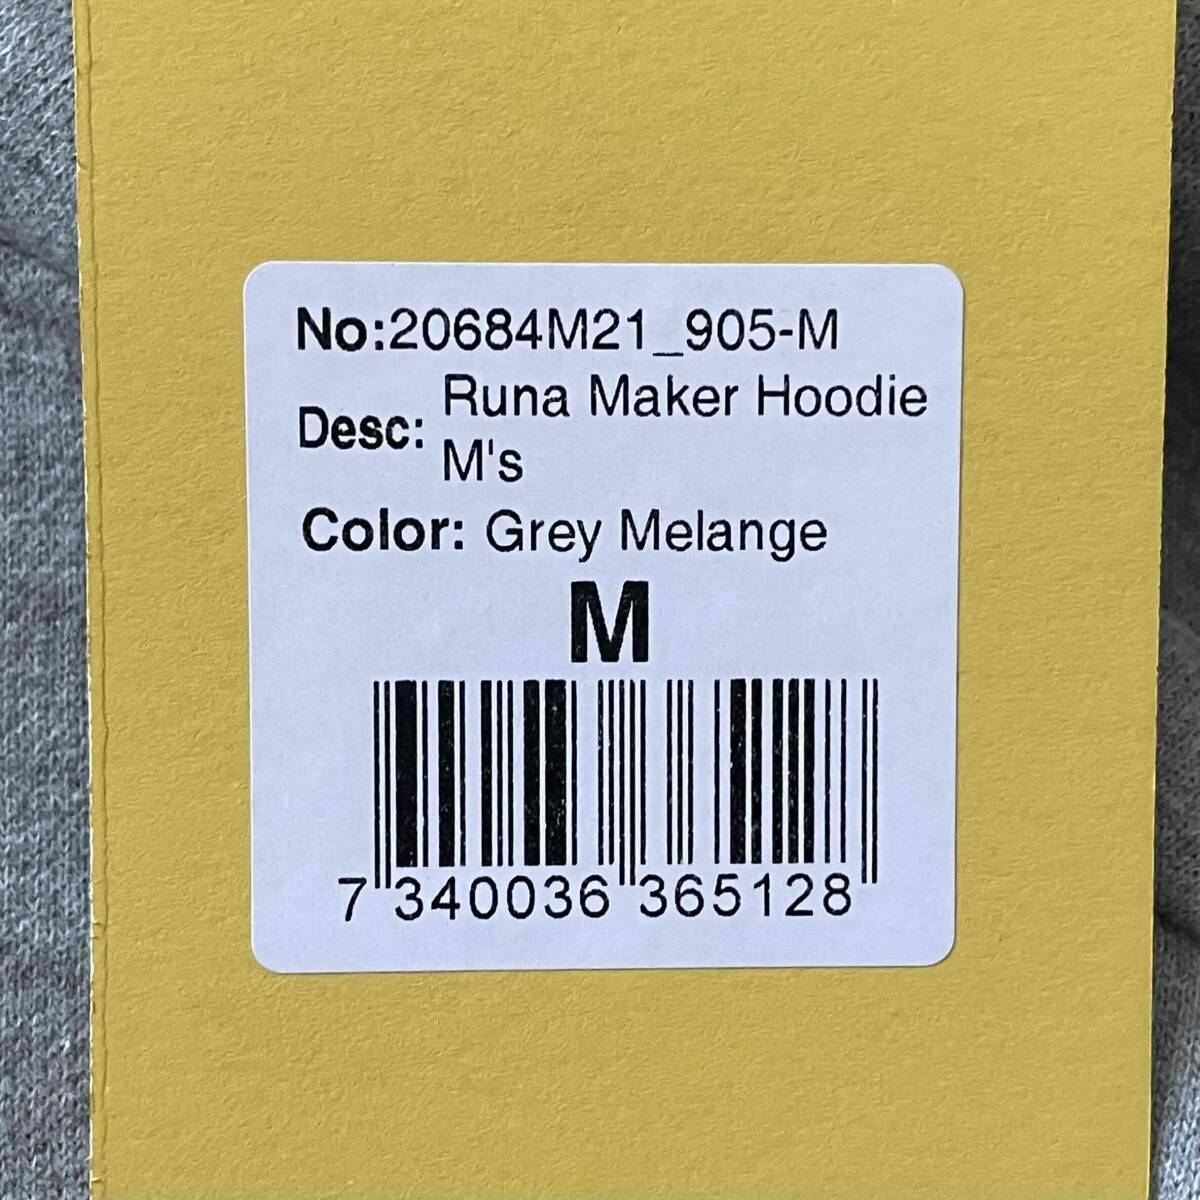 No:20684M21_905-M
Desc: Runa Maker Hoodie
M's
Color: Grey Melange
M
7 340036 365128